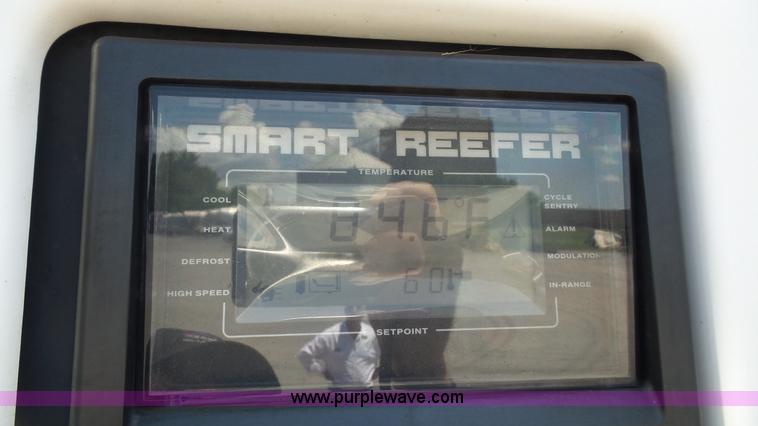 SMART REEFER
TEMPERATURE
COOL
CYCLE SENTRY
HEAT
ALARM
DEFROST
MODULATION
HIGH SPEED
IN-RANGE
SETPOINT
www.purplewave.com